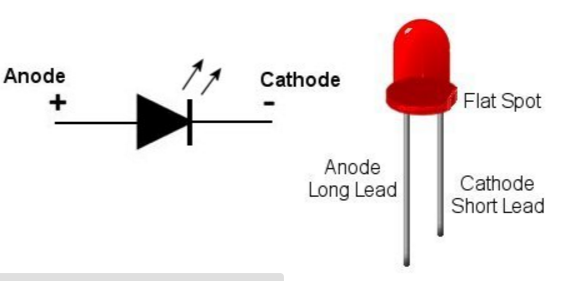 Anode
+
Cathode
-
Flat Spot
Anode
Long Lead
Cathode
Short Lead